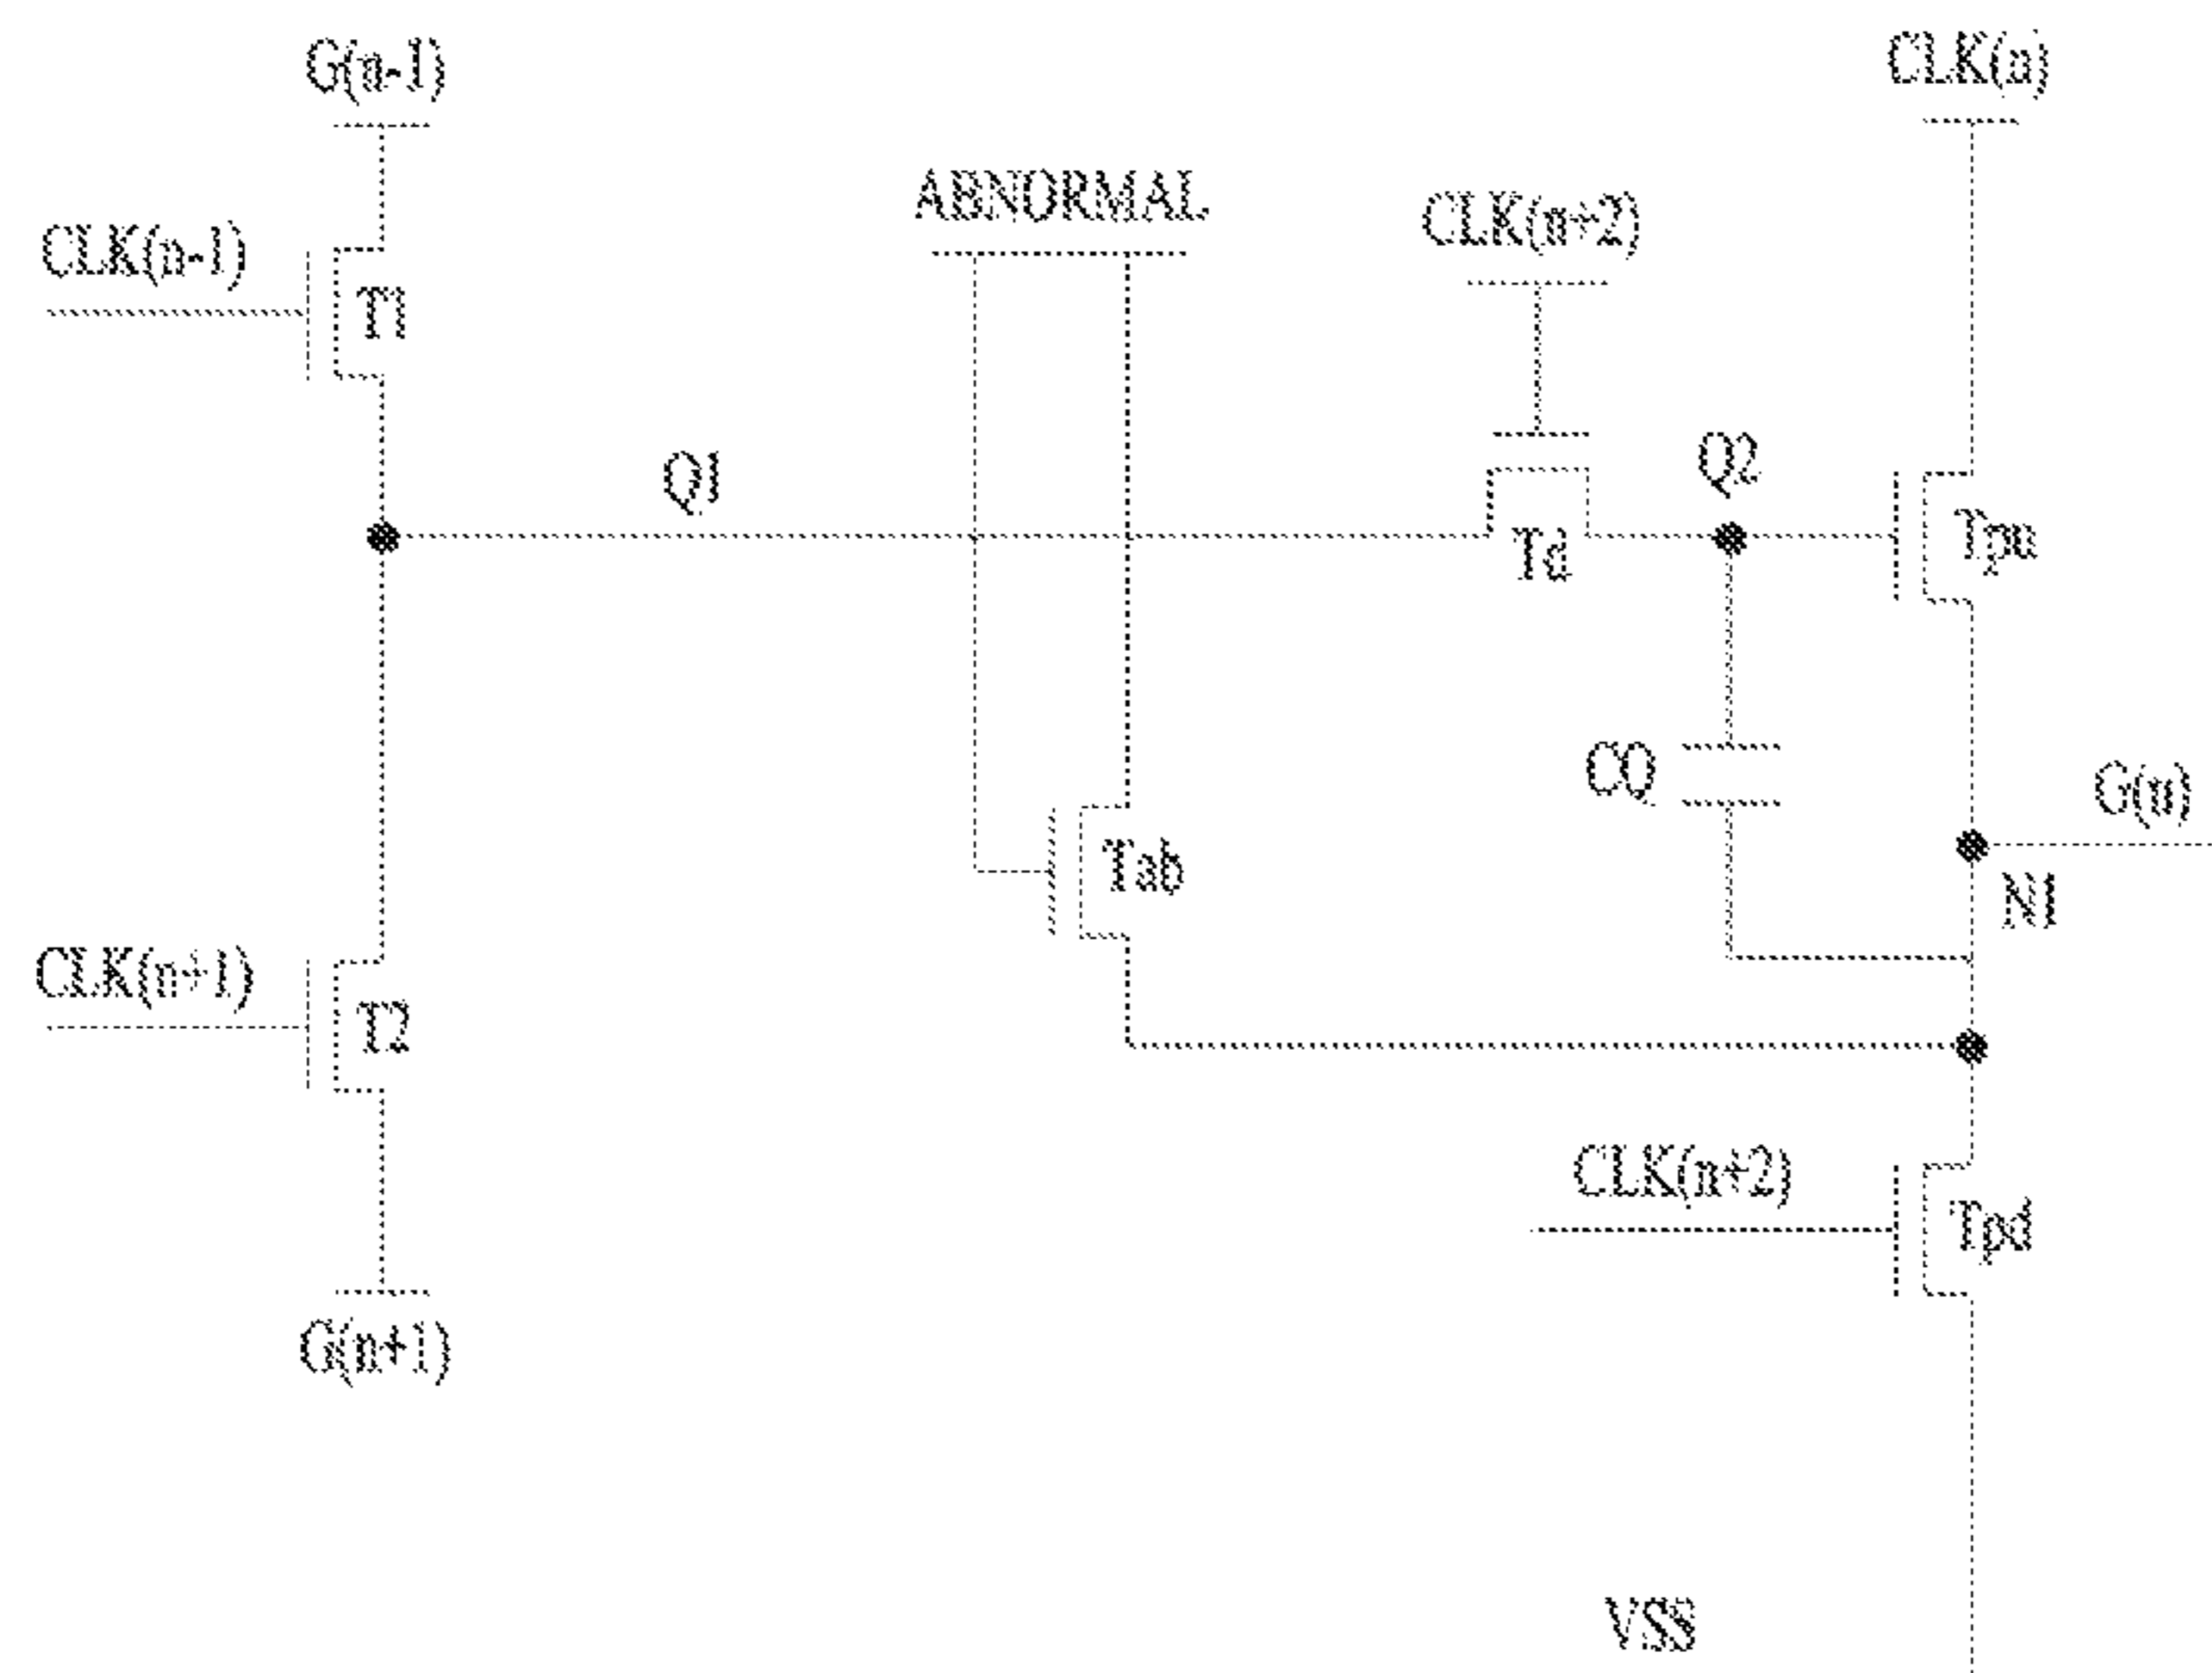 G(n-1)
CLK(n)
ABNORMAL
CLK(n+2)
CLK(n-1)
T1
Q1
Q2
Td
Tpu
CQ
G(n)
Tab
N1
CLK(n+1)
T2
CLK(n+2)
Tpd
G(n+1)
VSS